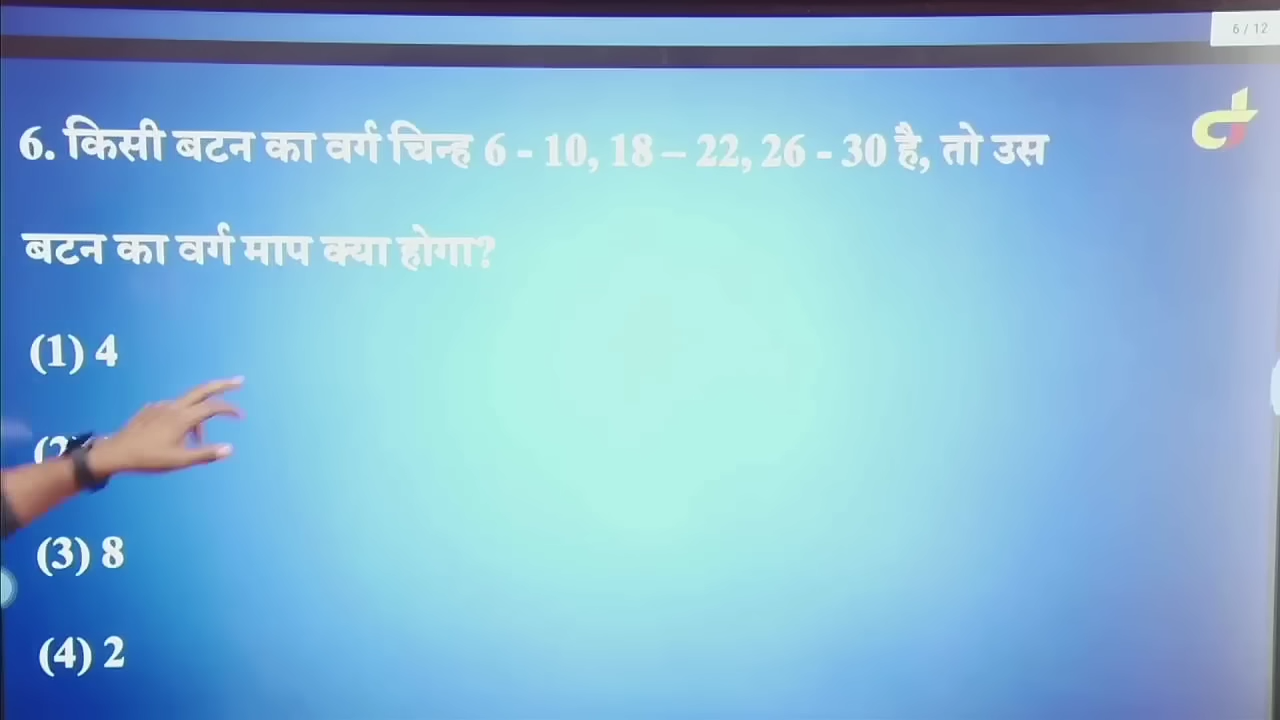 6 / 12
6. किसी बटन का वर्ग चिन्ह 6 - 10, 18 – 22, 26 - 30 है, तो उस
बटन का वर्ग माप क्या होगा?
(1) 4
(2)
(3) 8
(4) 2